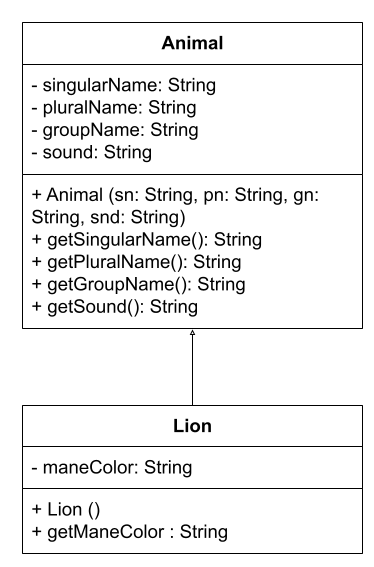 Animal
- singularName: String
- pluralName: String
- groupName: String
- sound: String
+ Animal (sn: String, pn: String, gn:
String, snd: String)
+ getSingularName(): String
+ getPluralName(): String
+ getGroupName(): String
+ getSound(): String
Lion
- maneColor: String
+ Lion ()
+ getManeColor : String